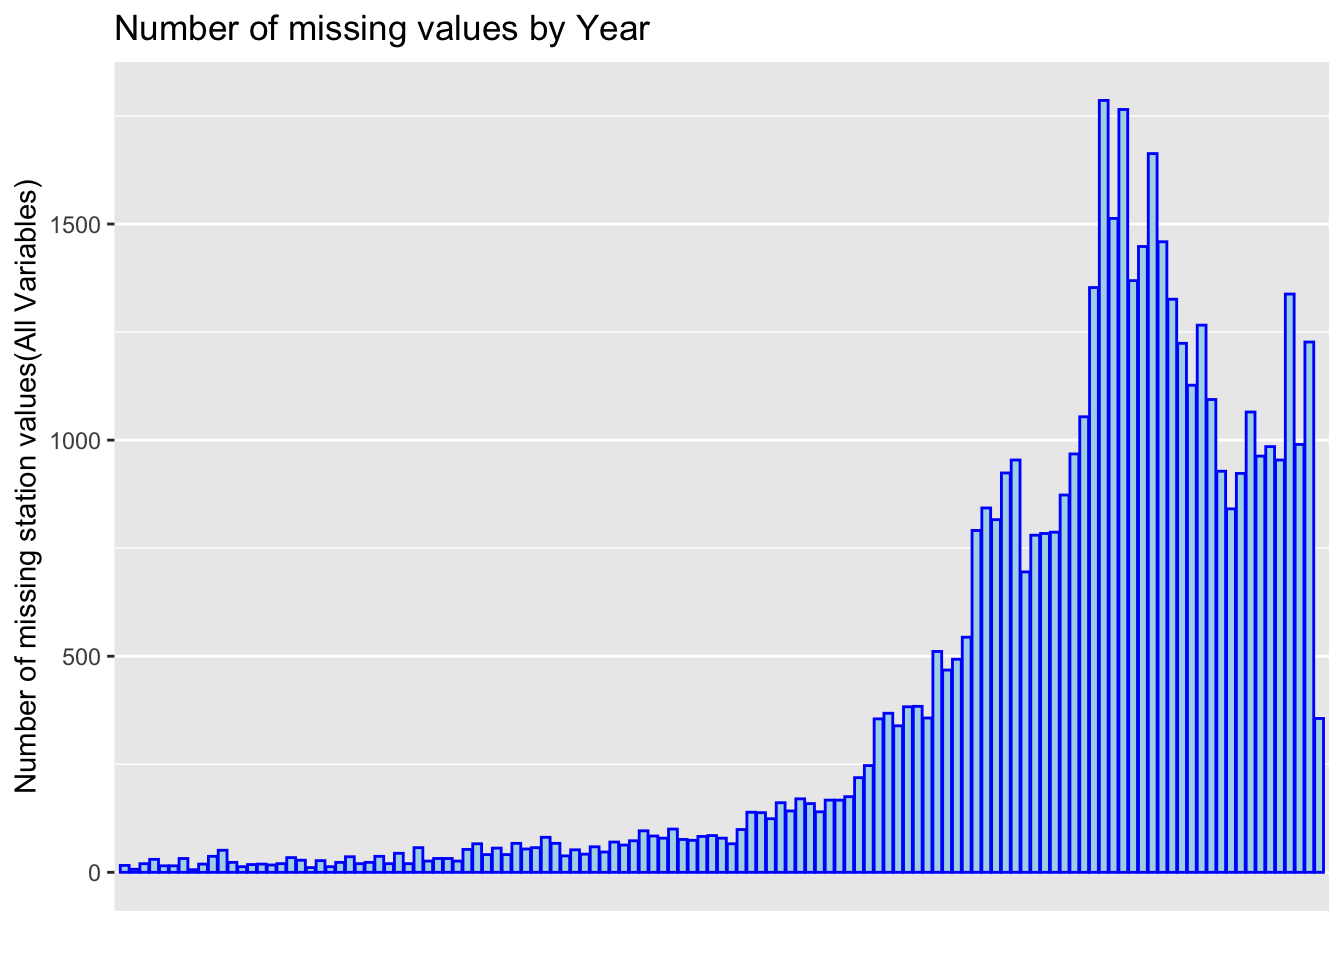 Number of missing values by Year
Number of missing station values(All Variables)
1500
1000
500
0